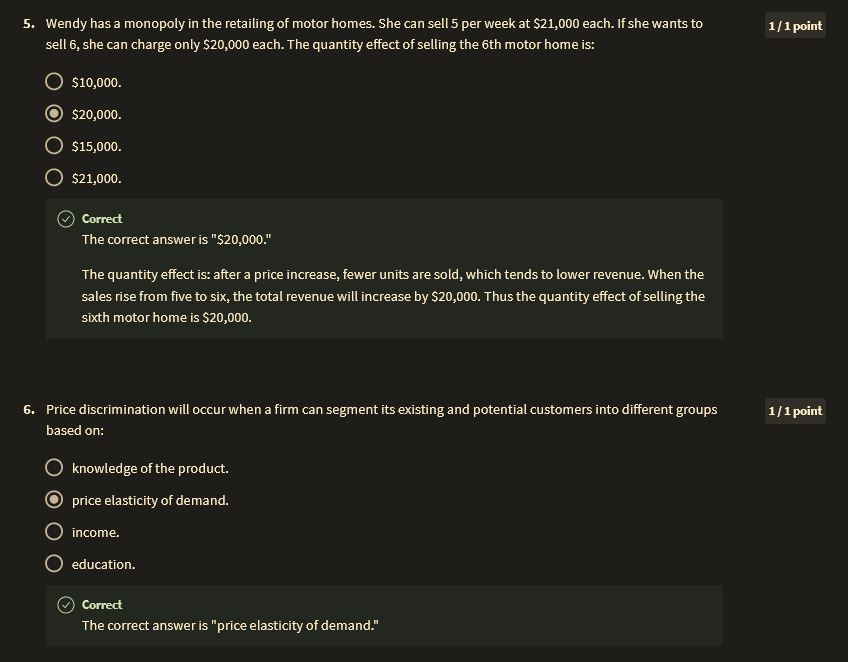 5. Wendy has a monopoly in the retailing of motor homes. She can sell 5 per week at $21,000 each. If she wants to
1 / 1 point
sell 6, she can charge only $20,000 each. The quantity effect of selling the 6th motor home is:
$10,000.
$20,000.
$15,000.
$21,000.
Correct
The correct answer is "$20,000."
The quantity effect is: after a price increase, fewer units are sold, which tends to lower revenue. When the
sales rise from five to six, the total revenue will increase by $20,000. Thus the quantity effect of selling the
sixth motor home is $20,000.
6. Price discrimination will occur when a firm can segment its existing and potential customers into different groups
1 / 1 point
based on:
knowledge of the product.
price elasticity of demand.
income.
education.
Correct
The correct answer is "price elasticity of demand."